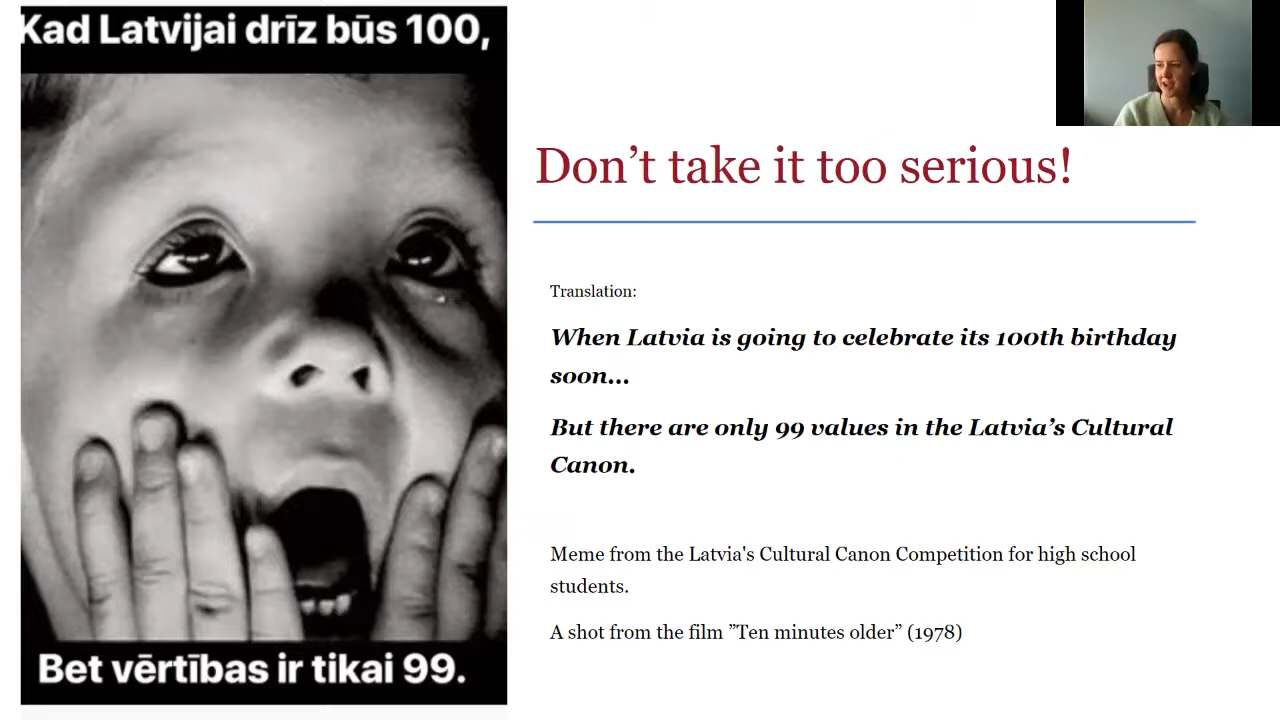 Kad Latvijai drīz būs 100,
Bet vērtības ir tikai 99.
Don’t take it too serious!
Translation:
When Latvia is going to celebrate its 100th birthday
soon...
But there are only 99 values in the Latvia’s Cultural
Canon.
Meme from the Latvia's Cultural Canon Competition for high school
students.
A shot from the film ”Ten minutes older” (1978)